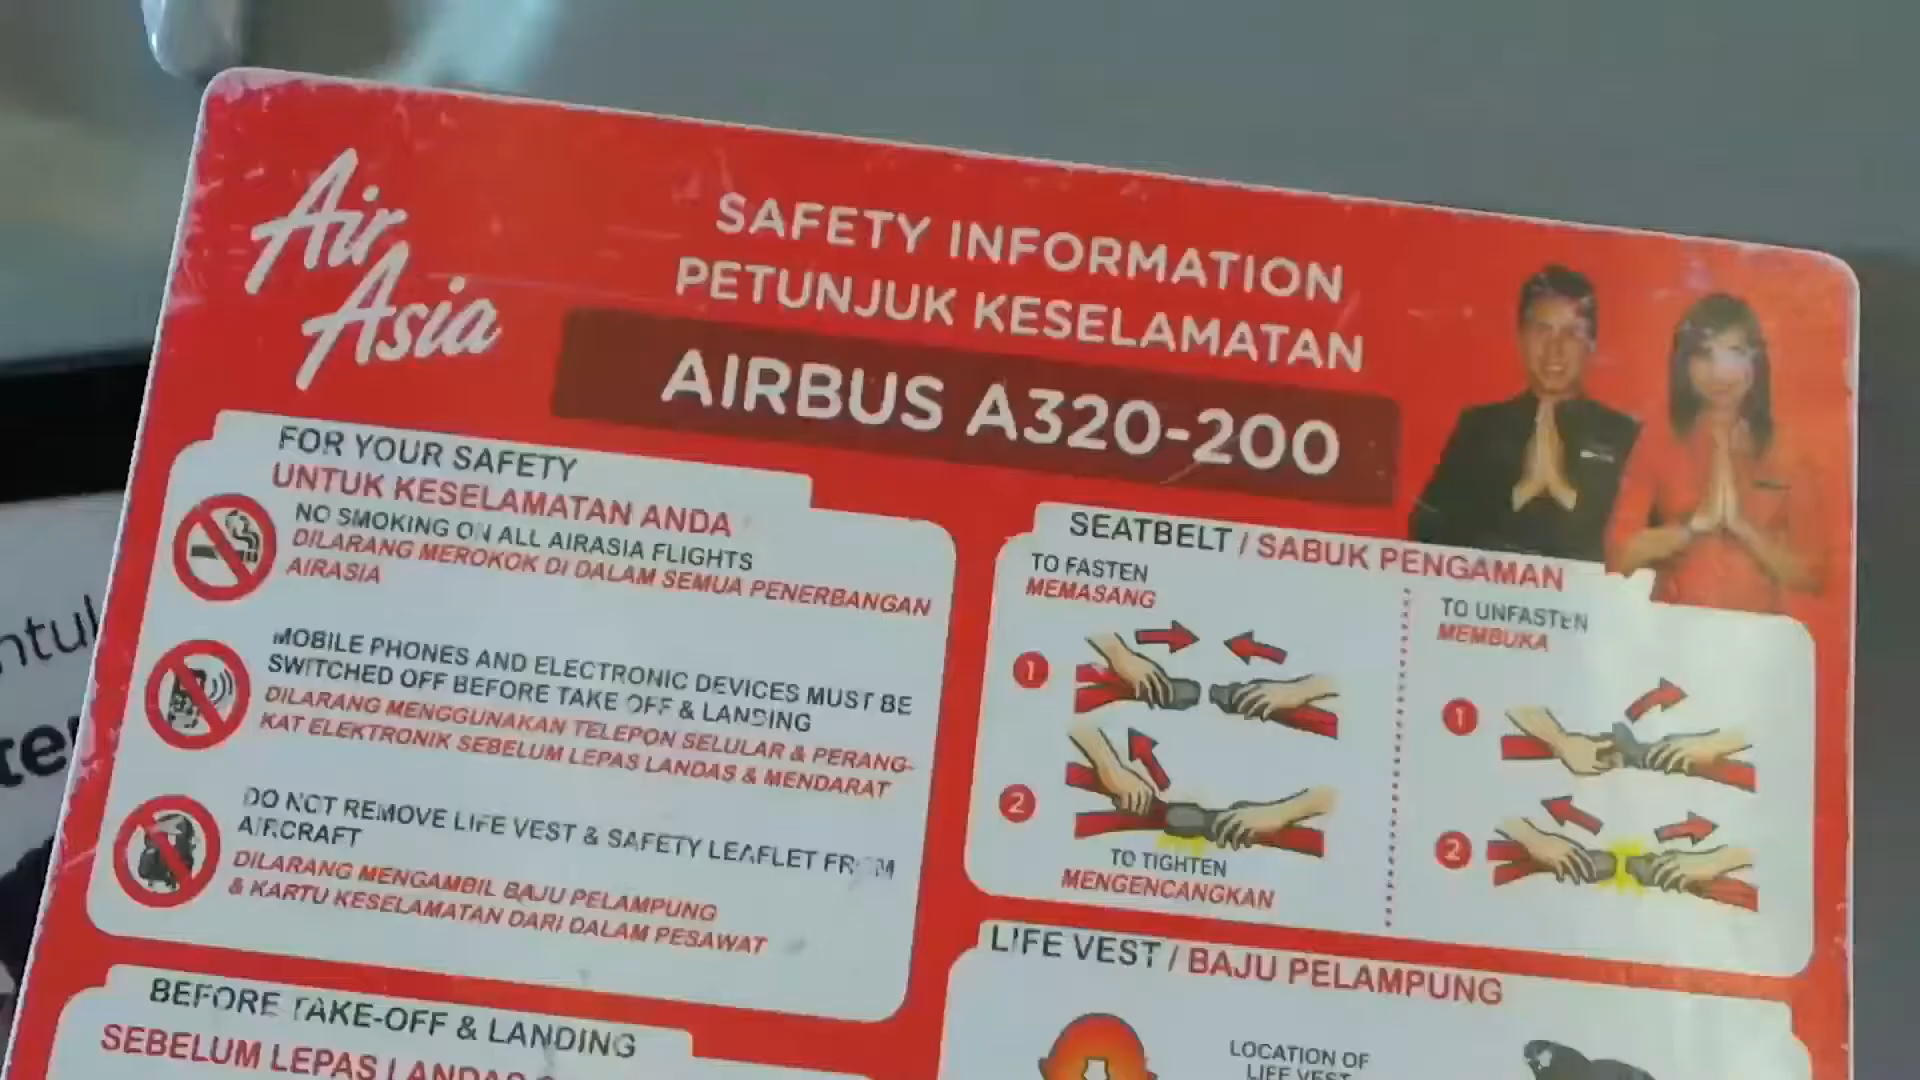 Air Asia
SAFETY INFORMATION
PETUNJUK KESELAMATAN
AIRBUS A320-200
FOR YOUR SAFETY
UNTUK KESELAMATAN ANDA
NO SMOKING ON ALL AIRASIA FLIGHTS
DILARANG MEROKOK DI DALAM SEMUA PENERBANGAN
AIRASIA
MOBILE PHONES AND ELECTRONIC DEVICES MUST BE
SWITCHED OFF BEFORE TAKE OFF & LANDING
DILARANG MENGGUNAKAN TELEPON SELULAR & PERANG-
KAT ELEKTRONIK SEBELUM LEPAS LANDAS & MENDARAT
DO NOT REMOVE LIFE VEST & SAFETY LEAFLET FROM
AIRCRAFT
DILARANG MENGAMBIL BAJU PELAMPUNG
& KARTU KESELAMATAN DARI DALAM PESAWAT
BEFORE TAKE-OFF & LANDING
SEBELUM LEPAS LANDAS
SEATBELT / SABUK PENGAMAN
TO FASTEN
MEMASANG
1
2
TO TIGHTEN
MENGENCANGKAN
TO UNFASTEN
MEMBUKA
1
2
LIFE VEST / BAJU PELAMPUNG
LOCATION OF
LIFE VEST